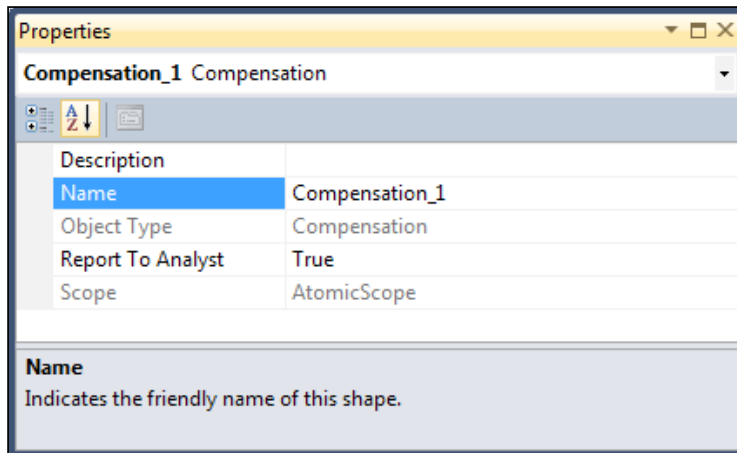 Properties
Compensation_1 Compensation
A
Z
Description
Name Compensation_1
Object Type Compensation
Report To Analyst True
Scope AtomicScope
Name
Indicates the friendly name of this shape.